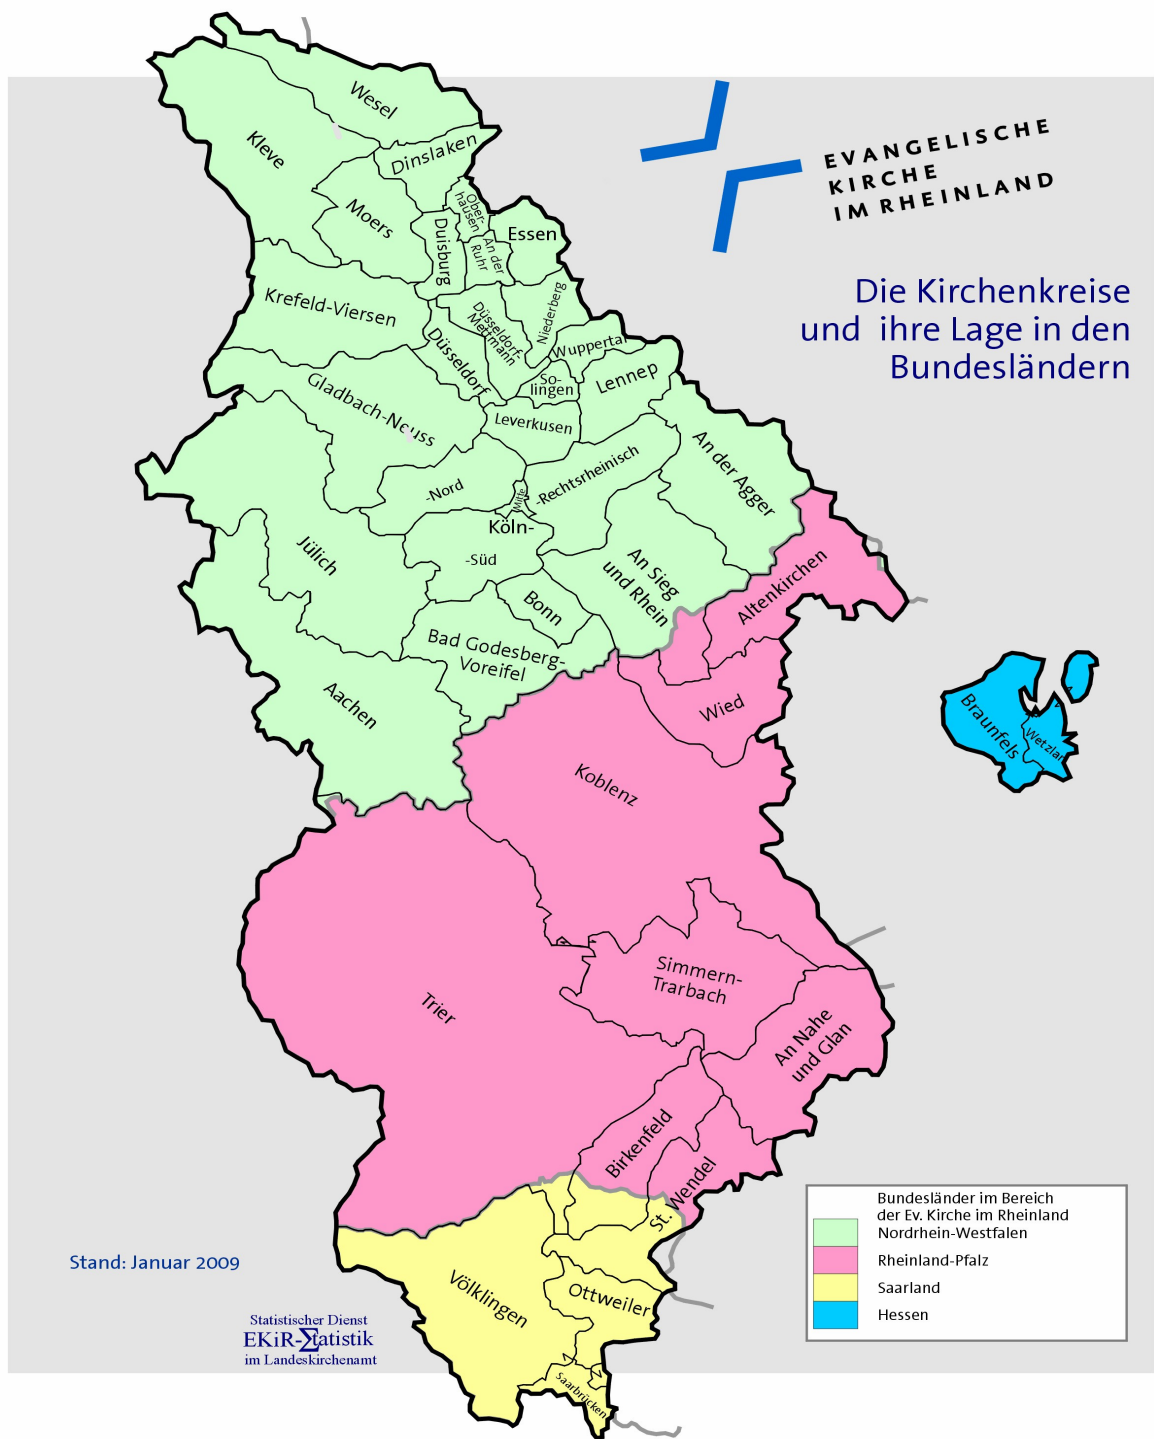 EVANGELISCHE
KIRCHE
IM RHEINLAND
Die Kirchenkreise
und ihre Lage in den
Bundesländern
Wesel
Kleve
Dinslaken
Moers
Ober-
hausen
Duisburg
An der
Ruhr
Essen
Krefeld-Viersen
Düsseldorf
Düsseldorf-
Mettmann
Niederberg
Wuppertal
So-
lingen
Lennep
Gladbach-Neuss
Leverkusen
An der Agger
-Nord
Mitte
-Rechtsrheinisch
Köln-
-Süd
Jülich
An Sieg
und Rhein
Bonn
Altenkirchen
Bad Godesberg-
Voreifel
Aachen
Wied
Braunfels
Wetzlar
Koblenz
Simmern-
Trarbach
Trier
An Nahe
und Glan
Birkenfeld
St. Wendel
Völklingen
Ottweiler
Saarbrücken
Bundesländer im Bereich
der Ev. Kirche im Rheinland
Nordrhein-Westfalen
Rheinland-Pfalz
Saarland
Hessen
Stand: Januar 2009
Statistischer Dienst
EKiR-Σtatistik
im Landeskirchenamt